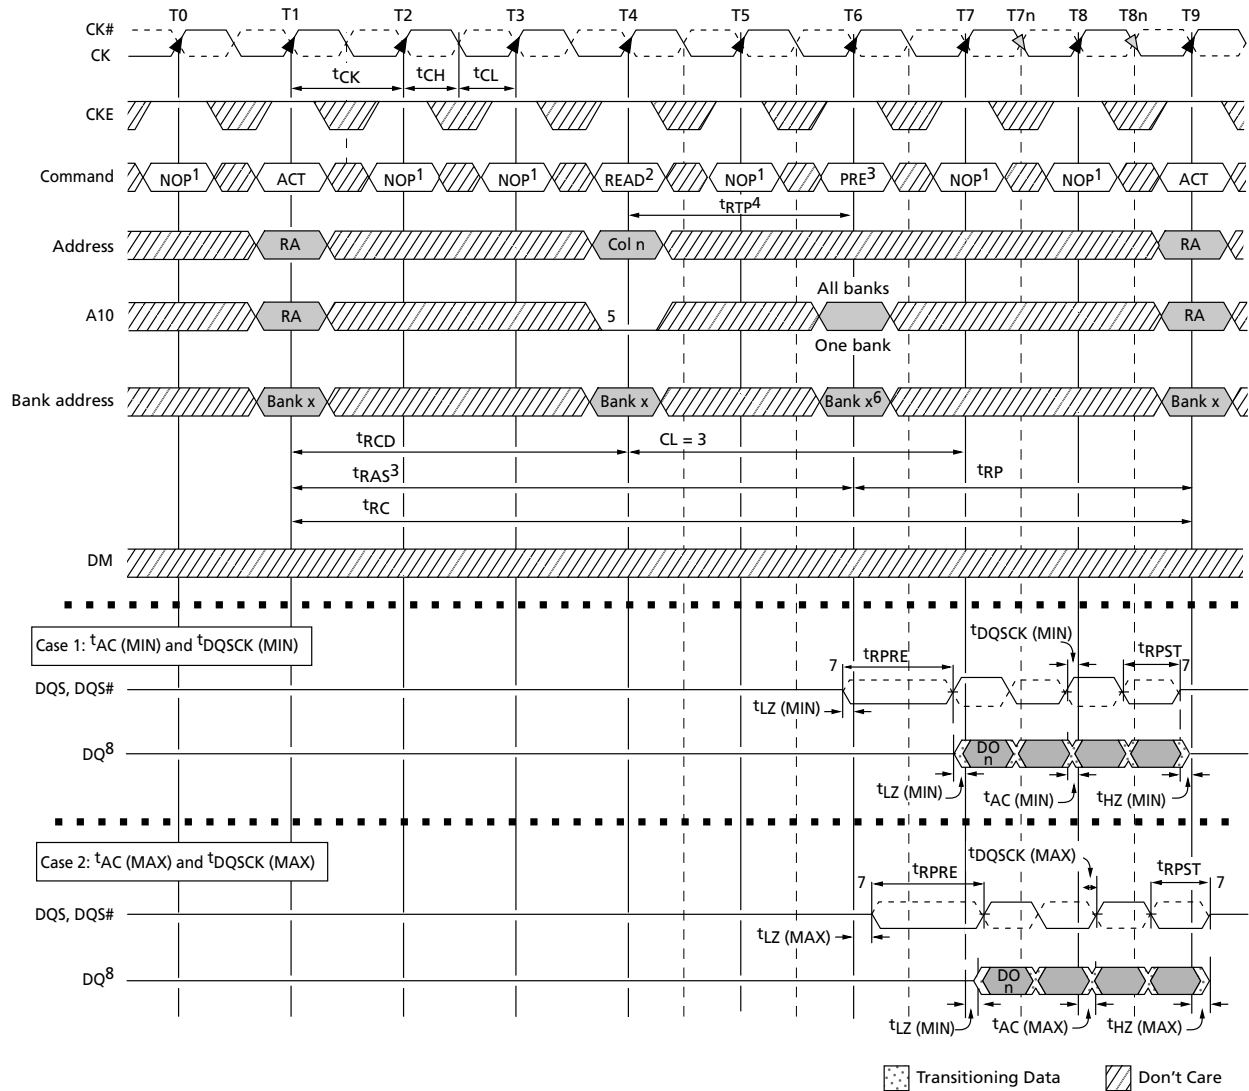 T0 T1 T2 T3 T4 T5 T6 T7 T7n T8 T8n T9
CK#
CK
tCK tCH tCL
CKE
Command NOP1 ACT NOP1 NOP1 READ2 NOP1 PRE3 NOP1 NOP1 ACT
tRTP4
Address RA Col n RA
All banks
A10 RA 5 RA
One bank
Bank address Bank x Bank x Bank x6 Bank x
tRCD CL = 3
tRAS3 tRP
tRC
DM
Case 1: tAC (MIN) and tDQSCK (MIN)
tDQSCK (MIN)
7 tRPRE tRPST 7
DQS, DQS#
tLZ (MIN)
DQ8 DO
n
tLZ (MIN) tAC (MIN) tHZ (MIN)
Case 2: tAC (MAX) and tDQSCK (MAX)
tDQSCK (MAX)
7 tRPRE tRPST 7
DQS, DQS#
tLZ (MAX)
DQ8 DO
n
tLZ (MIN) tAC (MAX) tHZ (MAX)
Transitioning Data Don't Care